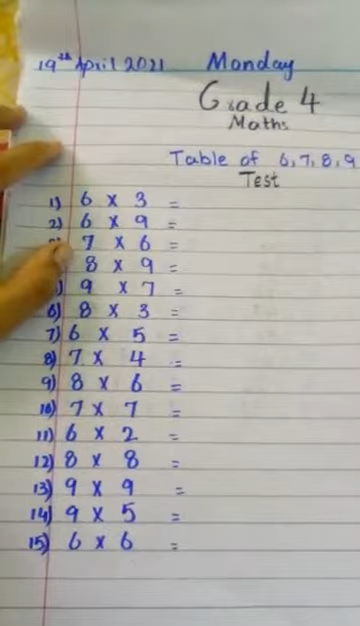 19th April 2021 Monday
Grade 4
Maths
Table of 6, 7, 8, 9
Test
1) 6 x 3 =
2) 6 x 9 =
7 x 6 =
8 x 9 =
) 9 x 7 =
6) 8 x 3 =
7) 6 x 5 =
8) 7 x 4 =
9) 8 x 6 =
10) 7 x 7 =
11) 6 x 2 =
12) 8 x 8 =
13) 9 x 9 =
14) 9 x 5 =
15) 6 x 6 =